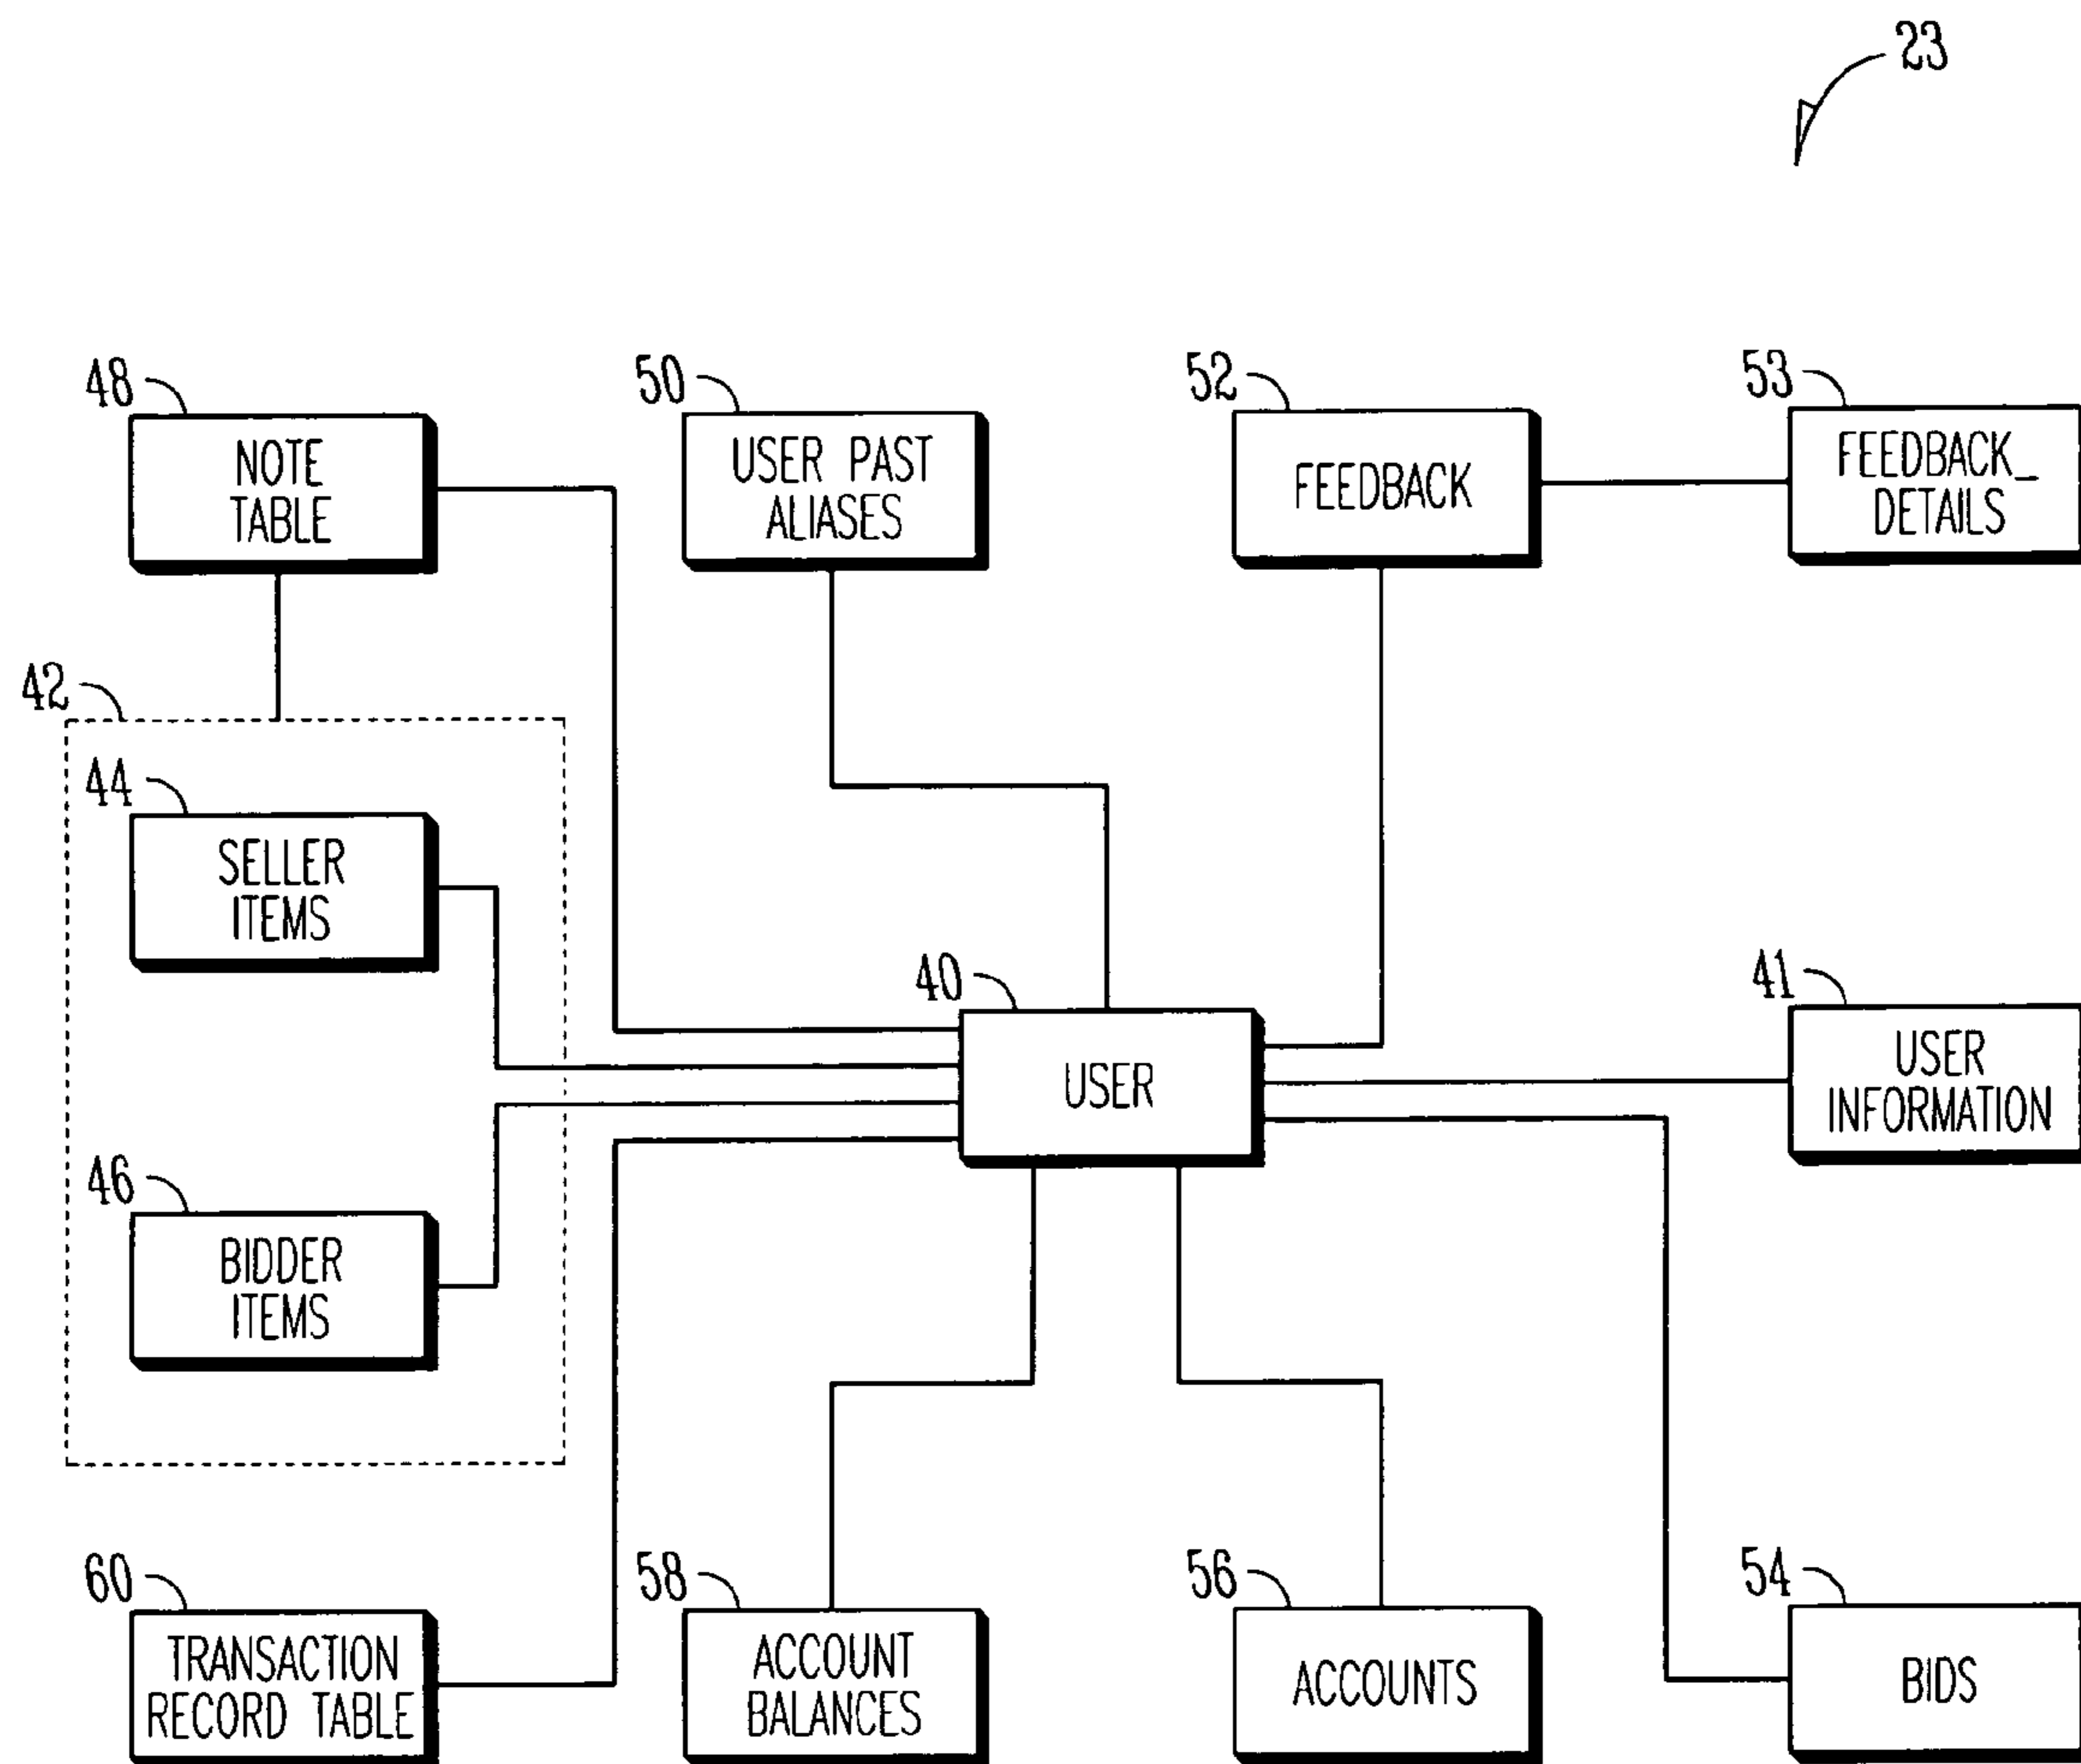 23
48
NOTE
TABLE
50
USER PAST
ALIASES
52
FEEDBACK
53
FEEDBACK_
DETAILS
42
44
SELLER
ITEMS
40
USER
41
USER
INFORMATION
46
BIDDER
ITEMS
60
TRANSACTION
RECORD TABLE
58
ACCOUNT
BALANCES
56
ACCOUNTS
54
BIDS